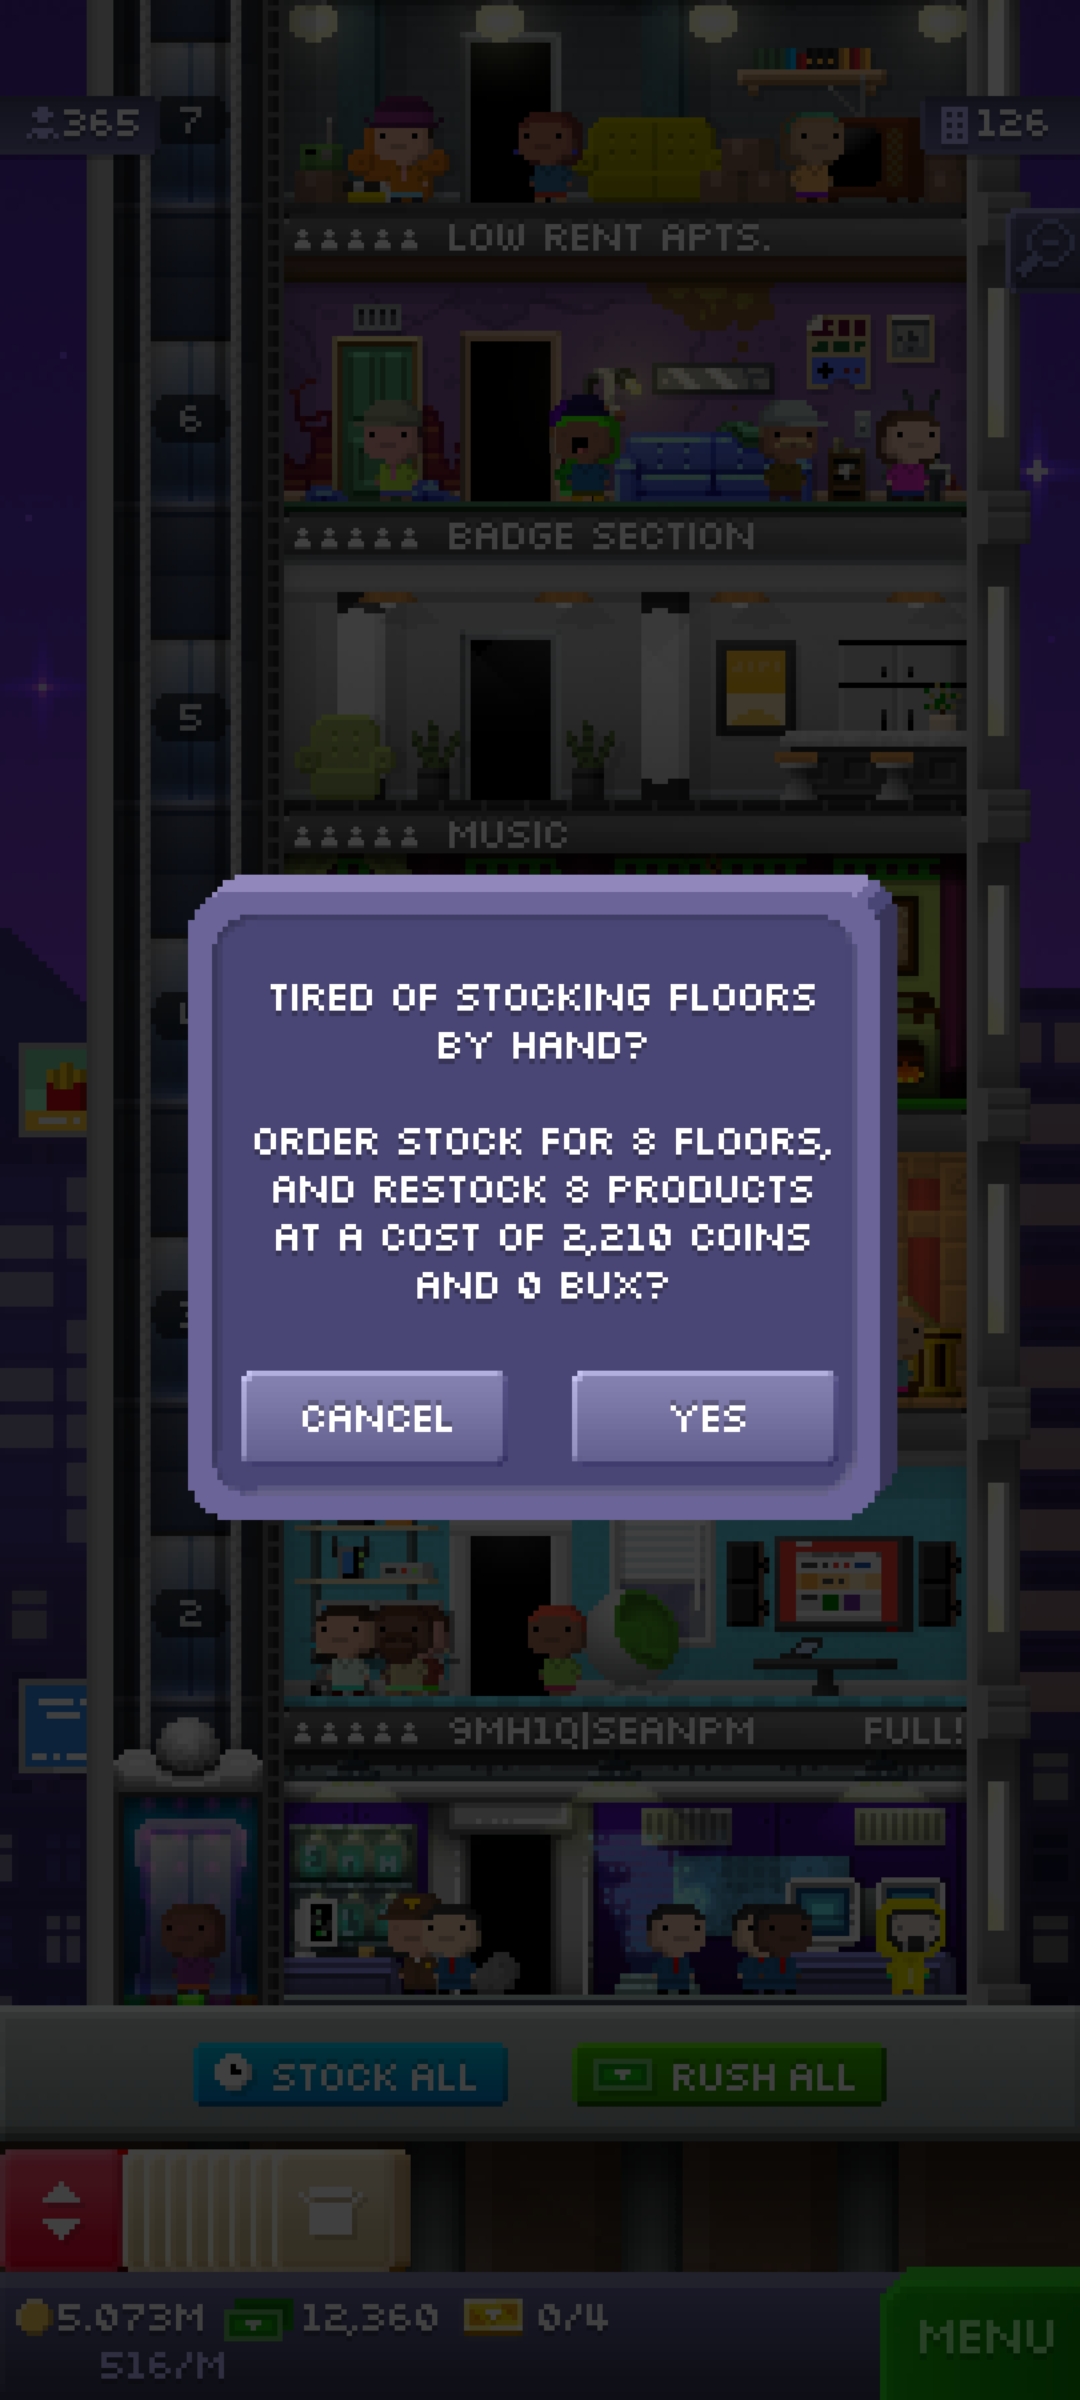 365
7
126
LOW RENT APTS.
6
BADGE SECTION
5
MUSIC
TIRED OF STOCKING FLOORS
BY HAND?
ORDER STOCK FOR 8 FLOORS,
AND RESTOCK 8 PRODUCTS
AT A COST OF 2,210 COINS
AND 0 BUX?
CANCEL
YES
2
9MH1Q|SEANPM
FULL!
STOCK ALL
RUSH ALL
5.073M
12,360
0/4
516/M
MENU